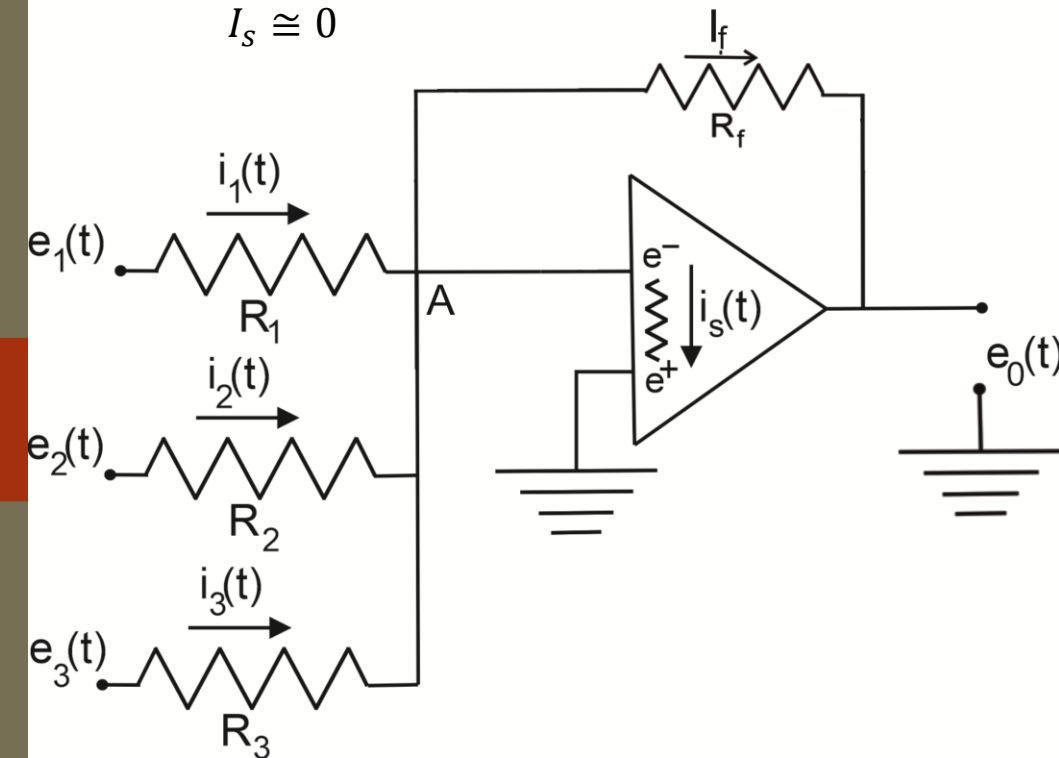 I_s ≅ 0
I_f
R_f
i_1(t)
e_1(t)
R_1
A
e^−
i_s(t)
e^+
e_0(t)
i_2(t)
e_2(t)
R_2
i_3(t)
e_3(t)
R_3